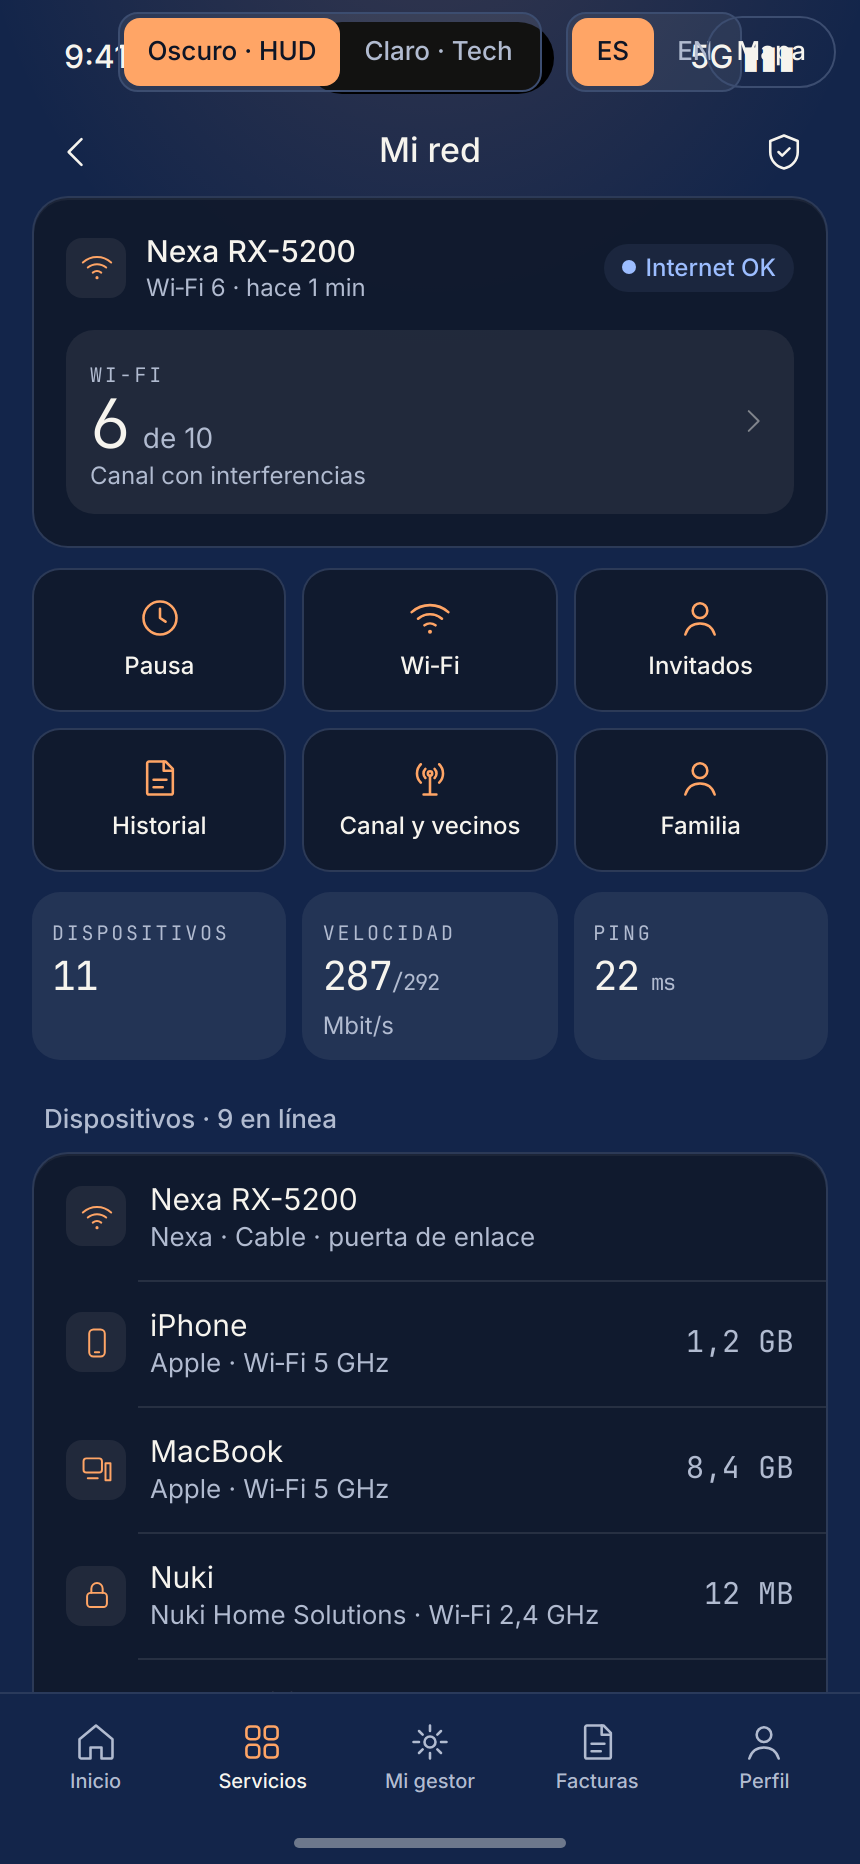 9:41
Oscuro · HUD
Claro · Tech
ES
EN
Mapa
5G
Mi red
Nexa RX-5200
Wi-Fi 6 · hace 1 min
Internet OK
WI-FI
6 de 10
Canal con interferencias
Pausa
Wi-Fi
Invitados
Historial
Canal y vecinos
Familia
DISPOSITIVOS
11
VELOCIDAD
287/292
Mbit/s
PING
22 ms
Dispositivos · 9 en línea
Nexa RX-5200
Nexa · Cable · puerta de enlace
iPhone
Apple · Wi-Fi 5 GHz
1,2 GB
MacBook
Apple · Wi-Fi 5 GHz
8,4 GB
Nuki
Nuki Home Solutions · Wi-Fi 2,4 GHz
12 MB
Inicio
Servicios
Mi gestor
Facturas
Perfil